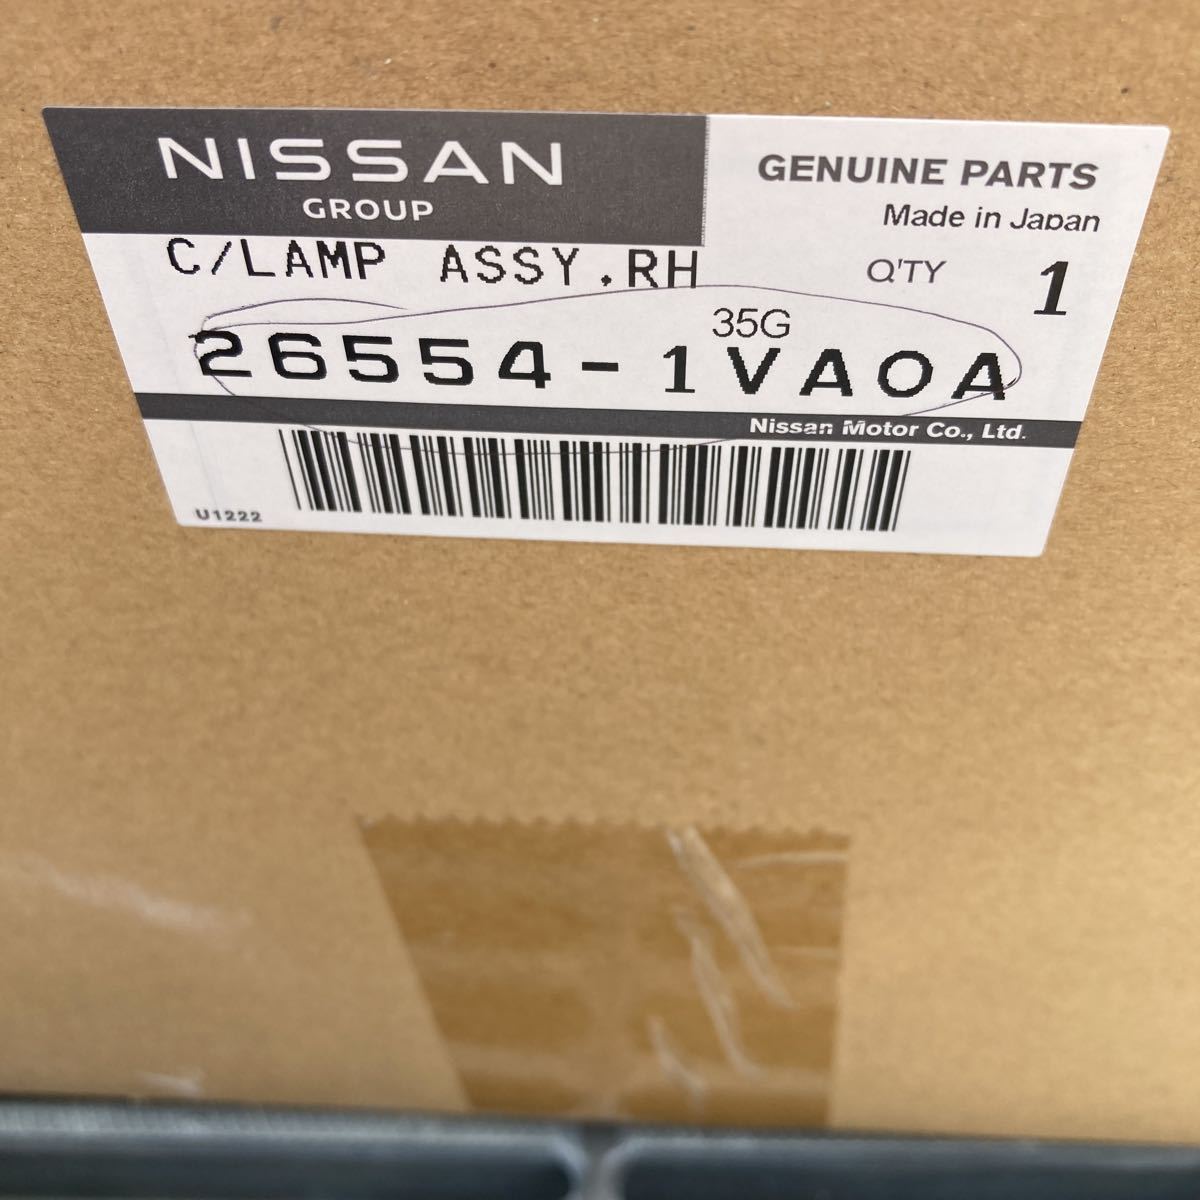 NISSAN
GROUP
GENUINE PARTS
Made in Japan
C/LAMP ASSY.RH
Q'TY 1
35G
26554-1VA0A
Nissan Motor Co., Ltd.
U1222